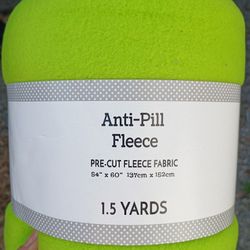 Anti-Pill
Fleece
PRE-CUT FLEECE FABRIC
54" x 60" 137cm x 152cm
1.5 YARDS